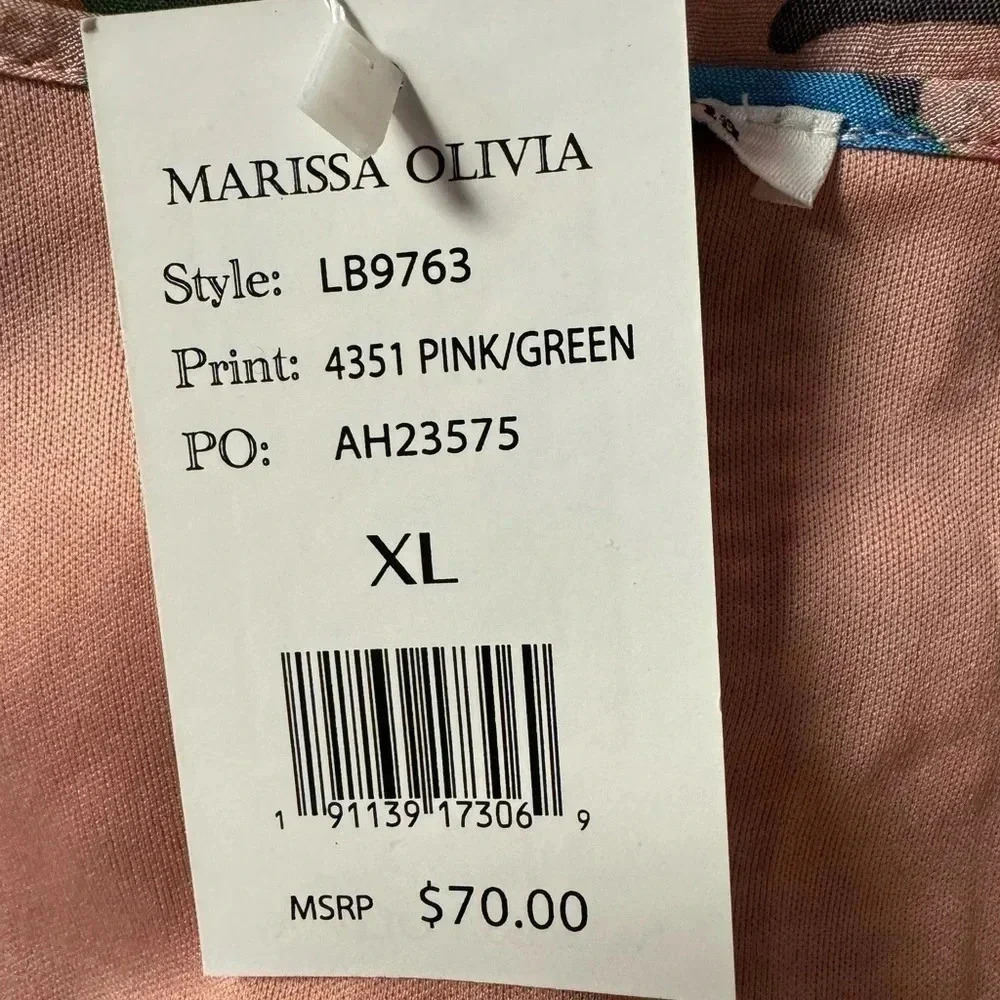 MARISSA OLIVIA
Style: LB9763
Print: 4351 PINK/GREEN
PO: AH23575
XL
1 91139 17306 9
MSRP $70.00